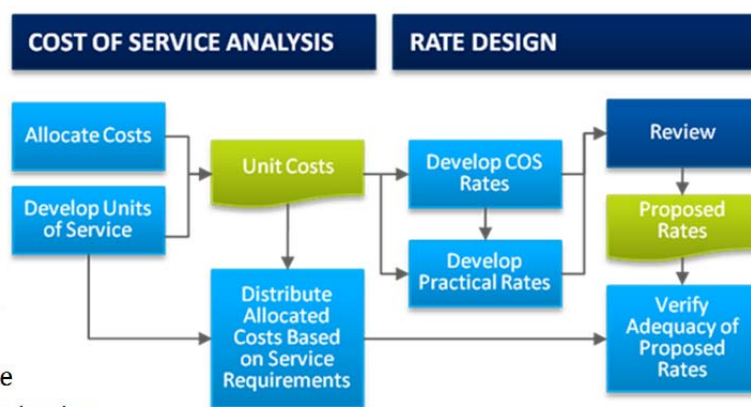 COST OF SERVICE ANALYSIS
RATE DESIGN
Allocate Costs
Develop Units
of Service
Unit Costs
Distribute
Allocated
Costs Based
on Service
Requirements
Develop COS
Rates
Develop
Practical Rates
Review
Proposed
Rates
Verify
Adequacy of
Proposed
Rates